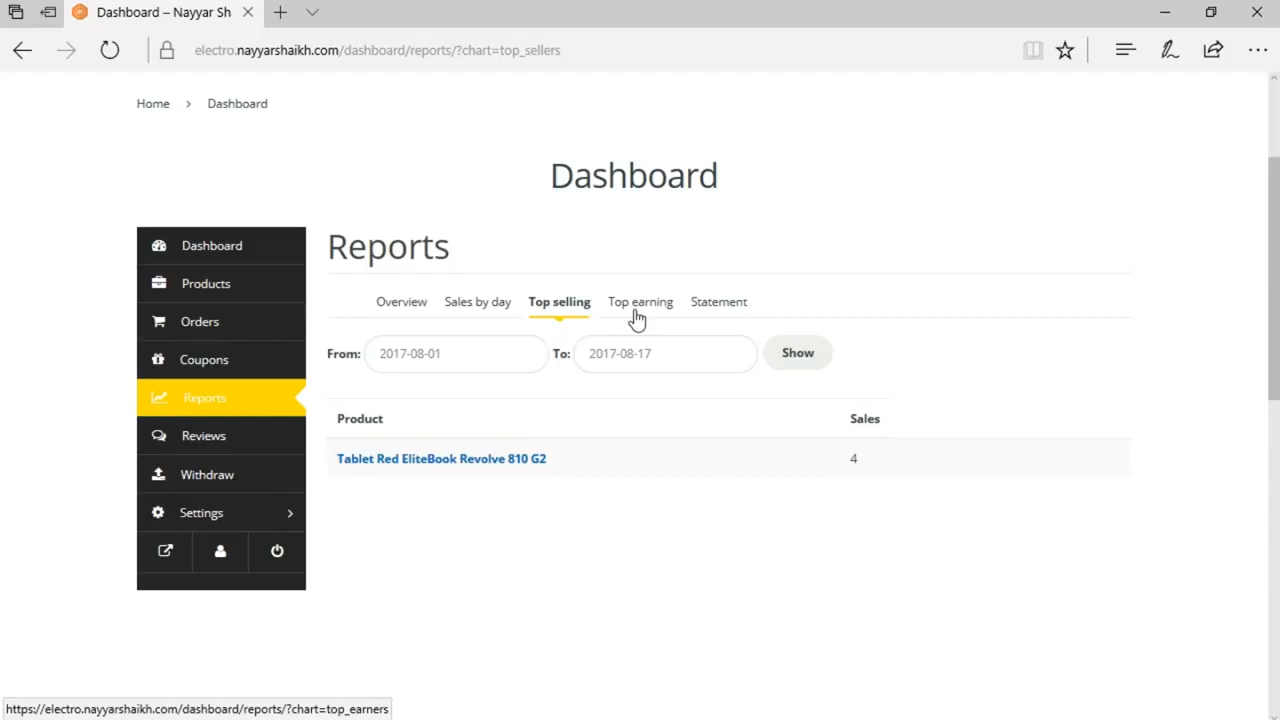 Dashboard – Nayyar Sh
electro.nayyarshaikh.com/dashboard/reports/?chart=top_sellers
Home > Dashboard
Dashboard
Dashboard
Products
Orders
Coupons
Reports
Reviews
Withdraw
Settings
Reports
Overview Sales by day Top selling Top earning Statement
From: 2017-08-01 To: 2017-08-17 Show
Product Sales
Tablet Red EliteBook Revolve 810 G2 4
https://electro.nayyarshaikh.com/dashboard/reports/?chart=top_earners